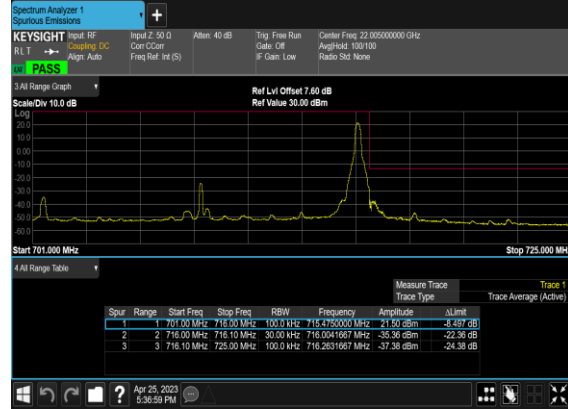 Spectrum Analyzer 1
Spurious Emissions
KEYSIGHT Input: RF Input Z: 50 Ω Atten: 40 dB Trig: Free Run Center Freq: 22.005000000 GHz
RLT Coupling: DC Corr CCorr Gate: Off Avg|Hold: 100/100
Align: Auto Freq Ref: Int (S) IF Gain: Low Radio Std: None
PASS
3 All Range Graph Ref Lvl Offset 7.60 dB
Scale/Div 10.0 dB Ref Value 30.00 dBm
Log
20.0
10.0
0.00
-10.0
-20.0
-30.0
-40.0
-50.0
-60.0
Start 701.000 MHz Stop 725.000 MH
4 All Range Table
Measure Trace Trace 1
Trace Type Trace Average (Active)
Spur Range Start Freq Stop Freq RBW Frequency Amplitude ΔLimit
1 1 701.00 MHz 716.00 MHz 100.0 kHz 715.4750000 MHz 21.50 dBm -8.497 dB
2 2 716.00 MHz 716.10 MHz 30.00 kHz 716.0041667 MHz -35.36 dBm -22.36 dB
3 3 716.10 MHz 725.00 MHz 100.0 kHz 716.2631667 MHz -37.38 dBm -24.38 dB
? Apr 25, 2023
5:36:59 PM